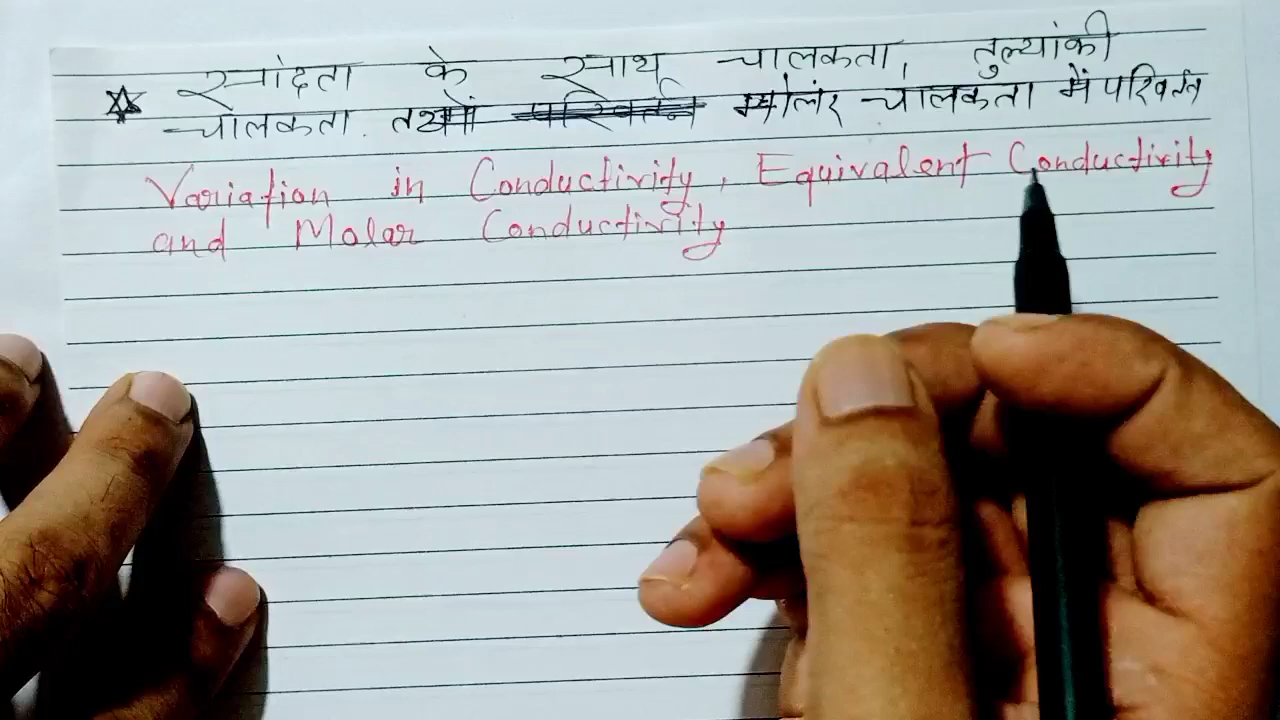 सांद्रता के साथ चालकता, तुल्यांकी
चालकता तथा मोलर चालकता में परिवर्तन
Variation in Conductivity, Equivalent Conductivity
and Molar Conductivity